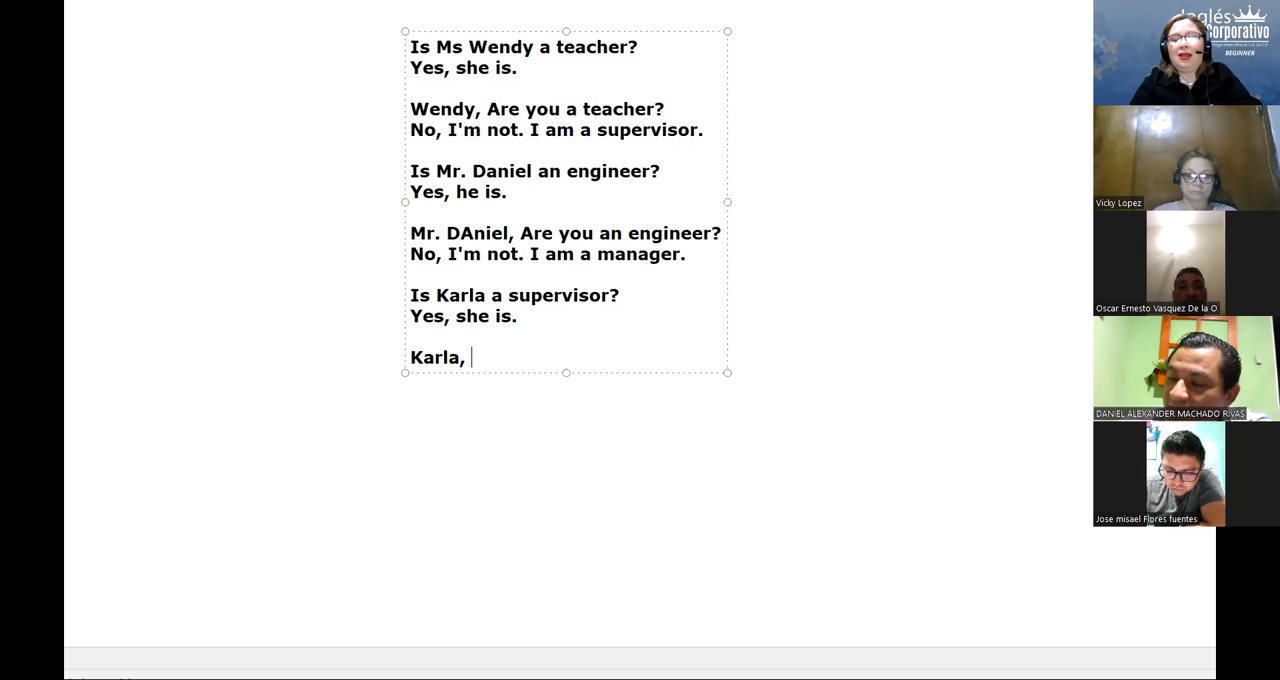 Is Ms Wendy a teacher?
Yes, she is.
Wendy, Are you a teacher?
No, I'm not. I am a supervisor.
Is Mr. Daniel an engineer?
Yes, he is.
Mr. DAniel, Are you an engineer?
No, I'm not. I am a manager.
Is Karla a supervisor?
Yes, she is.
Karla,
Inglés
Corporativo
BEGINNER
Vicky Lopez
Oscar Ernesto Vasquez De la O
DANIEL ALEXANDER MACHADO RIVAS
Jose misael Flores fuentes